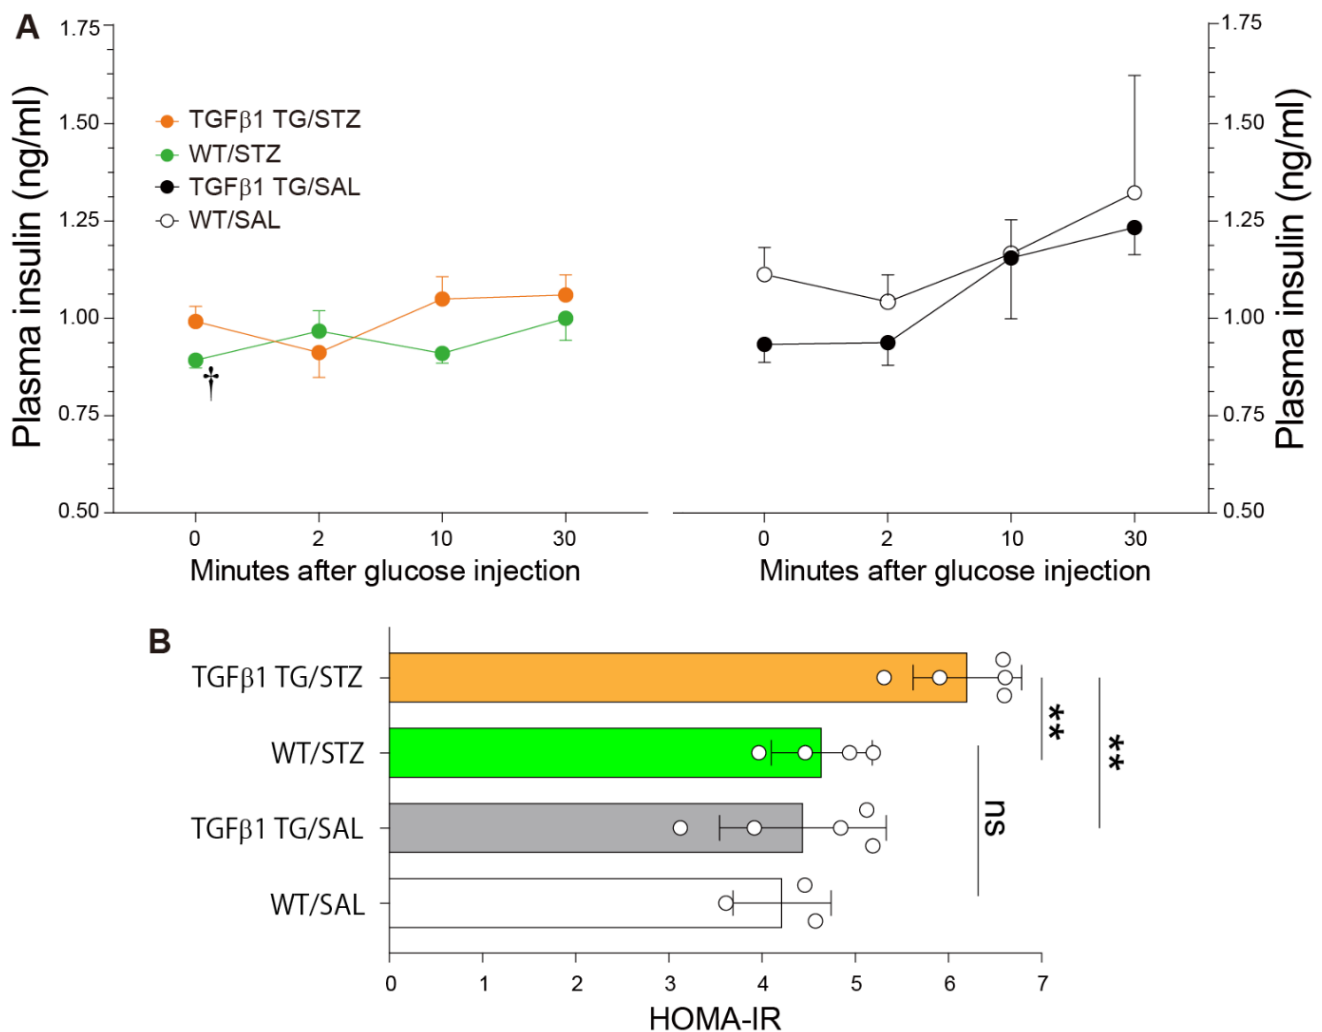 A
Plasma insulin (ng/ml)
1.75
1.50
1.25
1.00
0.75
0.50
TGFβ1 TG/STZ
WT/STZ
TGFβ1 TG/SAL
WT/SAL
†
0 2 10 30
Minutes after glucose injection
0 2 10 30
Minutes after glucose injection
1.75
1.50
1.25
1.00
0.75
0.50
Plasma insulin (ng/ml)
B
TGFβ1 TG/STZ
WT/STZ
TGFβ1 TG/SAL
WT/SAL
**
**
ns
0 1 2 3 4 5 6 7
HOMA-IR